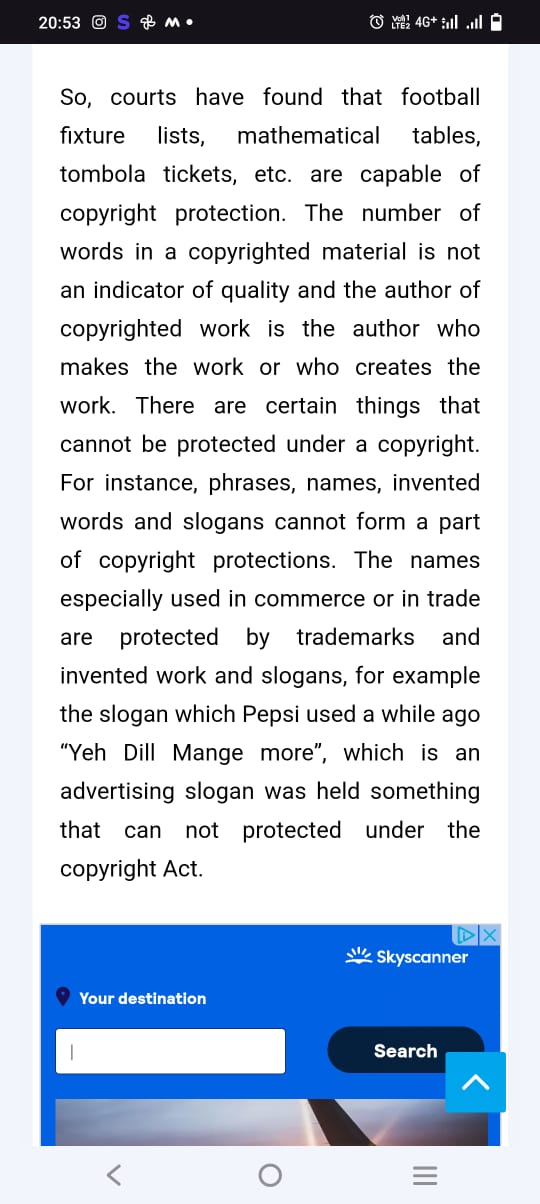 20:53
Vo)) 1
LTE2 4G+
So, courts have found that football
fixture lists, mathematical tables,
tombola tickets, etc. are capable of
copyright protection. The number of
words in a copyrighted material is not
an indicator of quality and the author of
copyrighted work is the author who
makes the work or who creates the
work. There are certain things that
cannot be protected under a copyright.
For instance, phrases, names, invented
words and slogans cannot form a part
of copyright protections. The names
especially used in commerce or in trade
are protected by trademarks and
invented work and slogans, for example
the slogan which Pepsi used a while ago
“Yeh Dill Mange more”, which is an
advertising slogan was held something
that can not protected under the
copyright Act.
Skyscanner
Your destination
Search